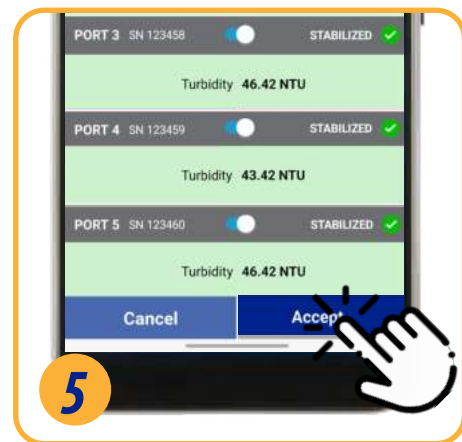 PORT 3 SN 123458 STABILIZED
Turbidity 46.42 NTU
PORT 4 SN 123459 STABILIZED
Turbidity 43.42 NTU
PORT 5 SN 123460 STABILIZED
Turbidity 46.42 NTU
Cancel Accept
5